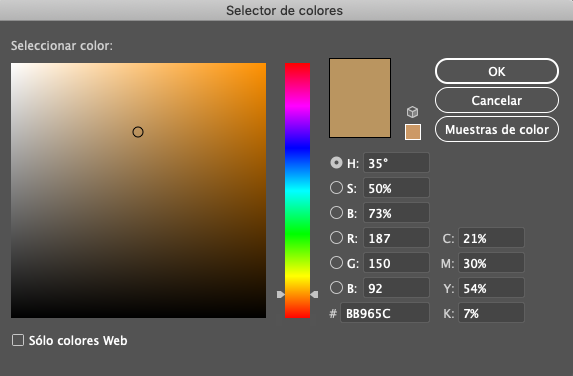 Selector de colores
Seleccionar color:
OK
Cancelar
Muestras de color
H: 35°
S: 50%
B: 73%
R: 187
G: 150
B: 92
# BB965C
C: 21%
M: 30%
Y: 54%
K: 7%
Sólo colores Web